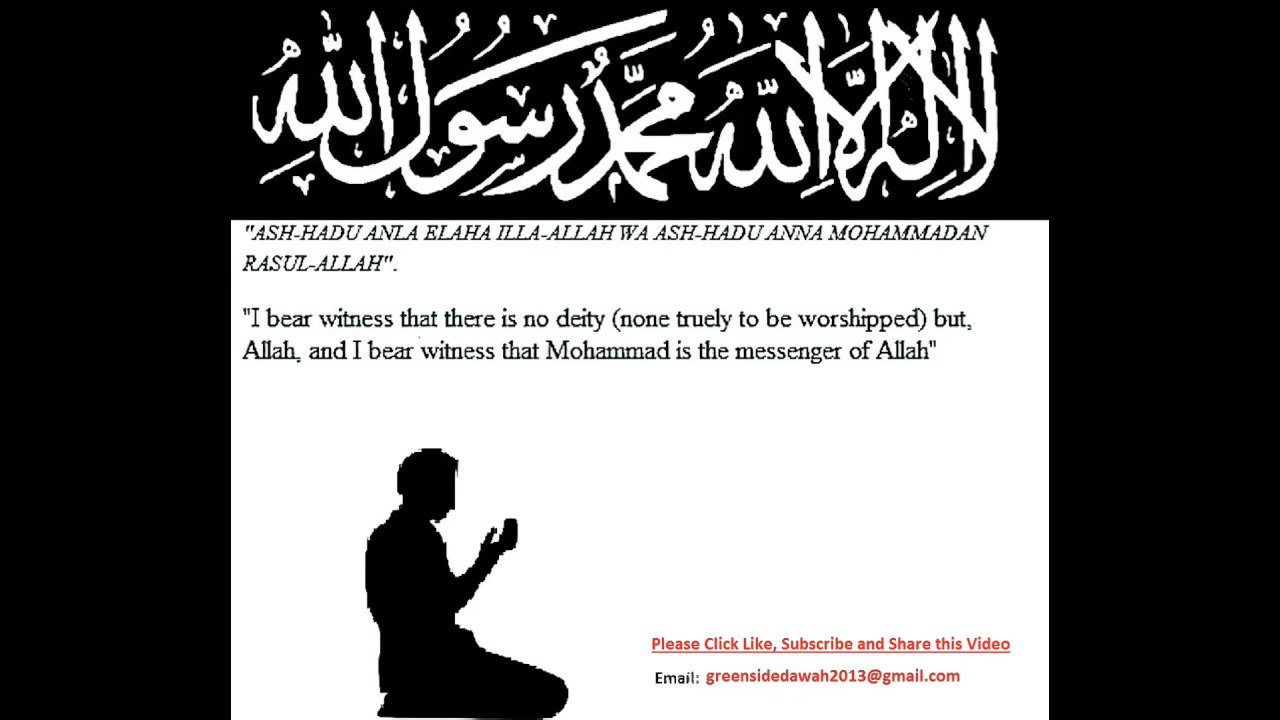 لا إله إلا الله محمد رسول الله
"ASH-HADU ANLA ELAHA ILLA-ALLAH WA ASH-HADU ANNA MOHAMMADAN
RASUL-ALLAH".
"I bear witness that there is no deity (none truely to be worshipped) but,
Allah, and I bear witness that Mohammad is the messenger of Allah"
Please Click Like, Subscribe and Share this Video
Email: greensidedawah2013@gmail.com